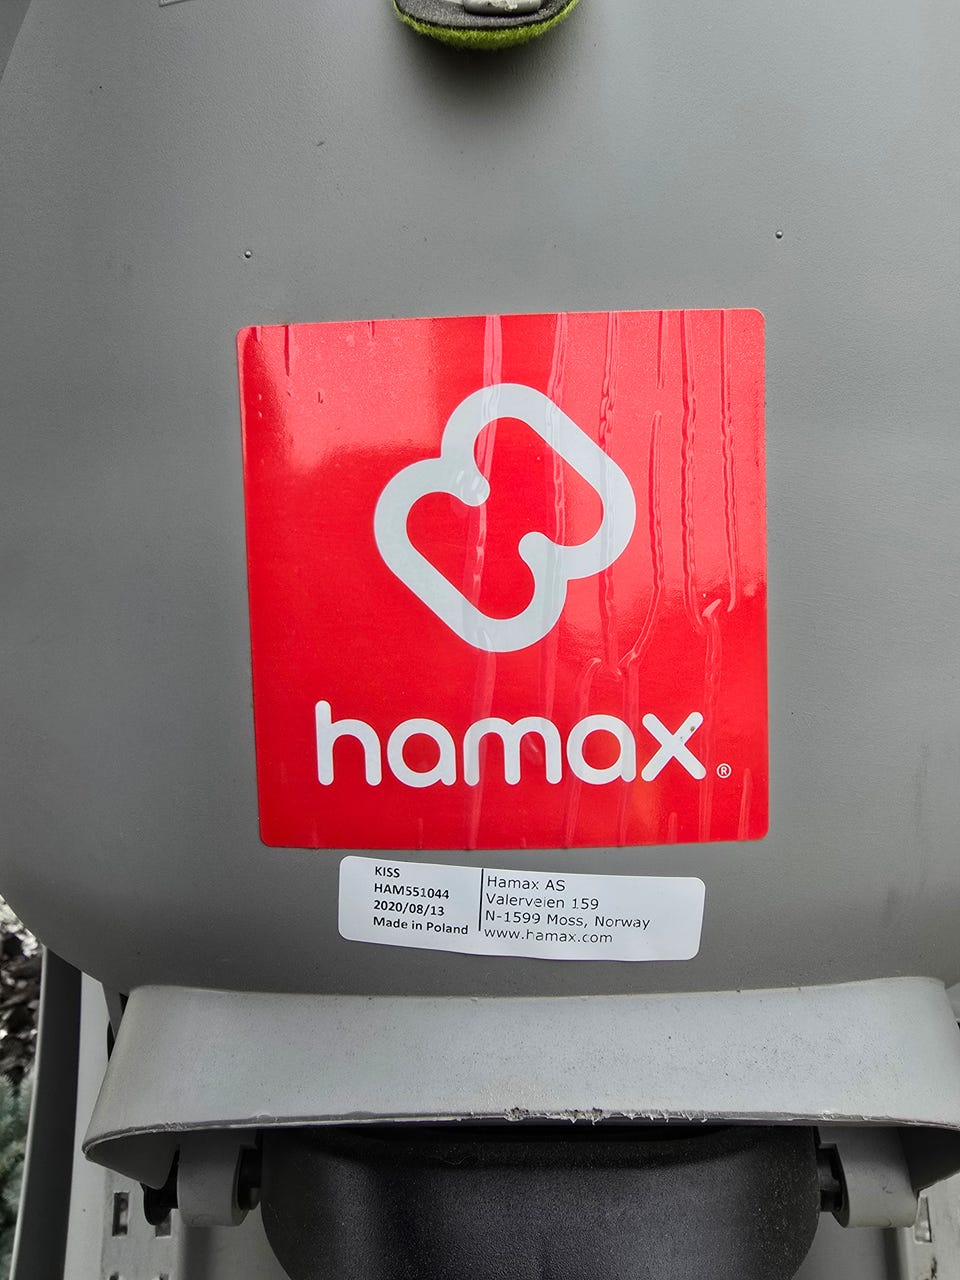 hamax®
KISS
HAM551044
2020/08/13
Made in Poland
Hamax AS
Valerveien 159
N-1599 Moss, Norway
www.hamax.com